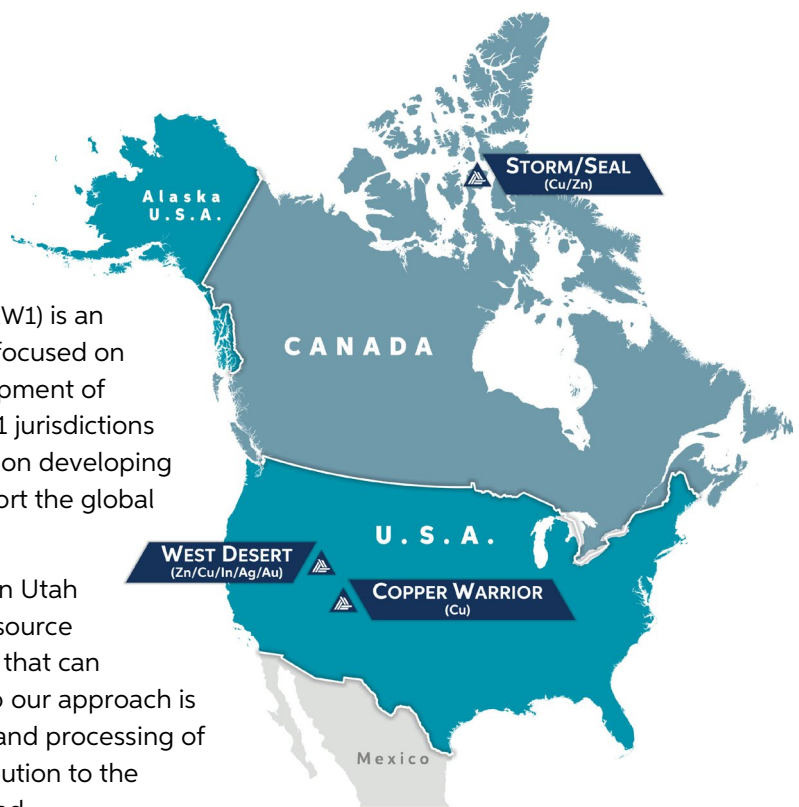 STORM/SEAL
(Cu/Zn)
Alaska
U.S.A.
CANADA
W1) is an
focused on
opment of
1 jurisdictions
on developing
ort the global
U.S.A.
WEST DESERT
(Zn/Cu/In/Ag/Au)
COPPER WARRIOR
(Cu)
n Utah
source
that can
o our approach is
and processing of
ution to the
Mexico